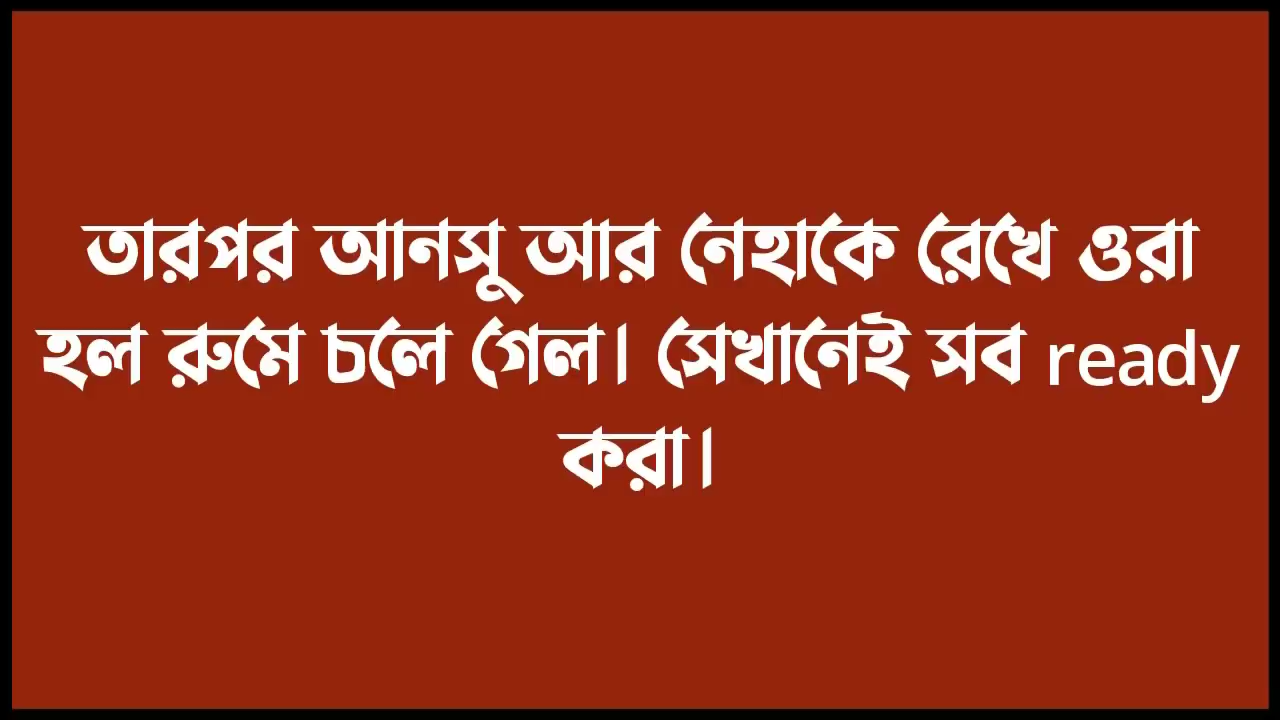 তারপর আনসু আর নেহাকে রেখে ওরা
হল রুমে চলে গেল। সেখানেই সব ready
করা।